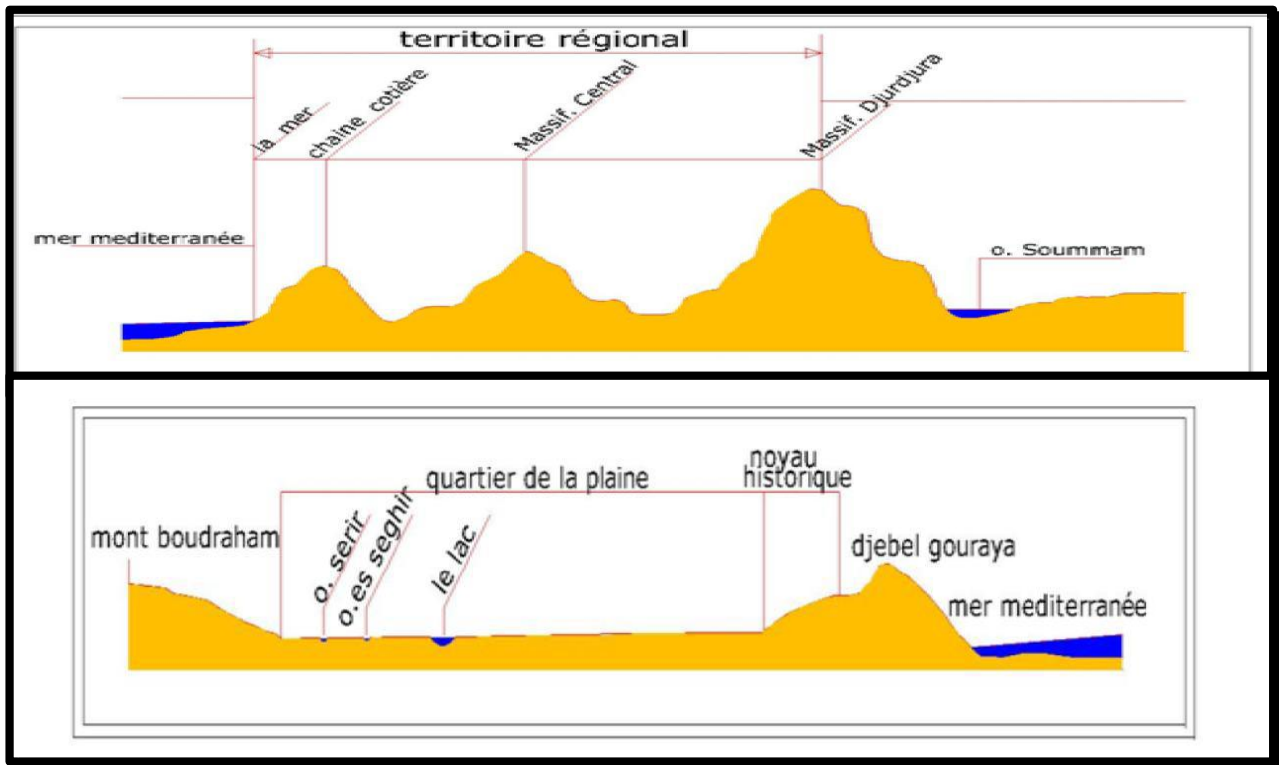 territoire régional
la mer
chaine cotière
Massif. Central
Massif. Djurdjura
mer mediterranée
o. Soummam
quartier de la plaine
noyau
historique
mont boudraham
o. serir
o.es seghir
le lac
djebel gouraya
mer mediterranée